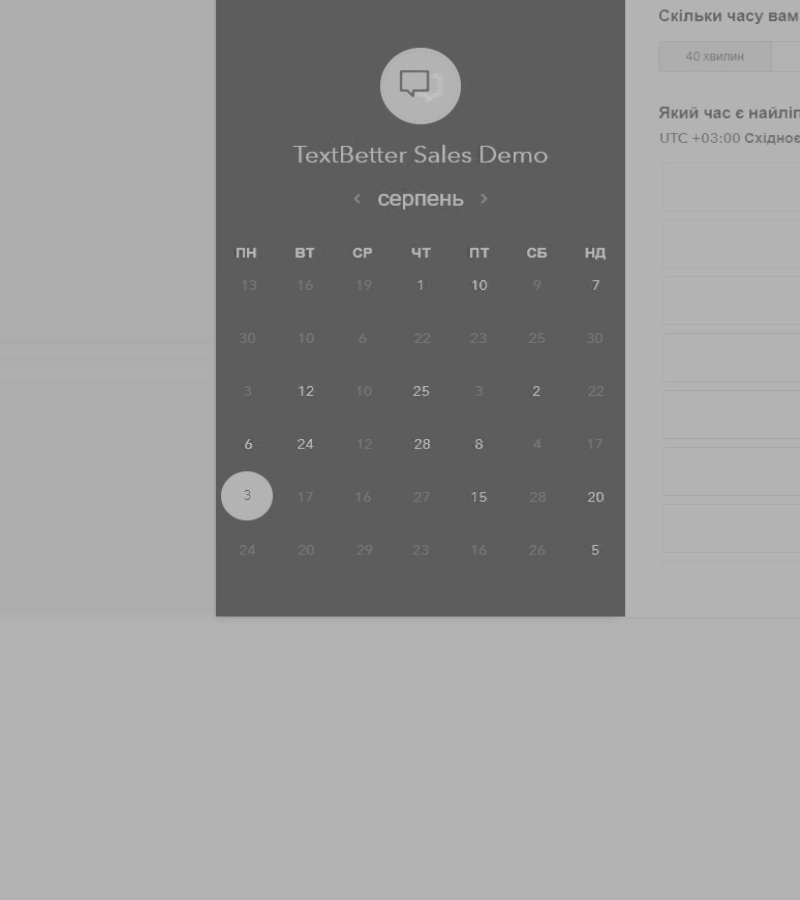 Скільки часу вам
40 хвилин
Який час є найліп
UTC +03:00 Східноє
TextBetter Sales Demo
‹ серпень ›
ПН ВТ СР ЧТ ПТ СБ НД
13 16 19 1 10 9 7
30 10 6 22 23 25 30
3 12 10 25 3 2 22
6 24 12 28 8 4 17
3 17 16 27 15 28 20
24 20 29 23 16 26 5